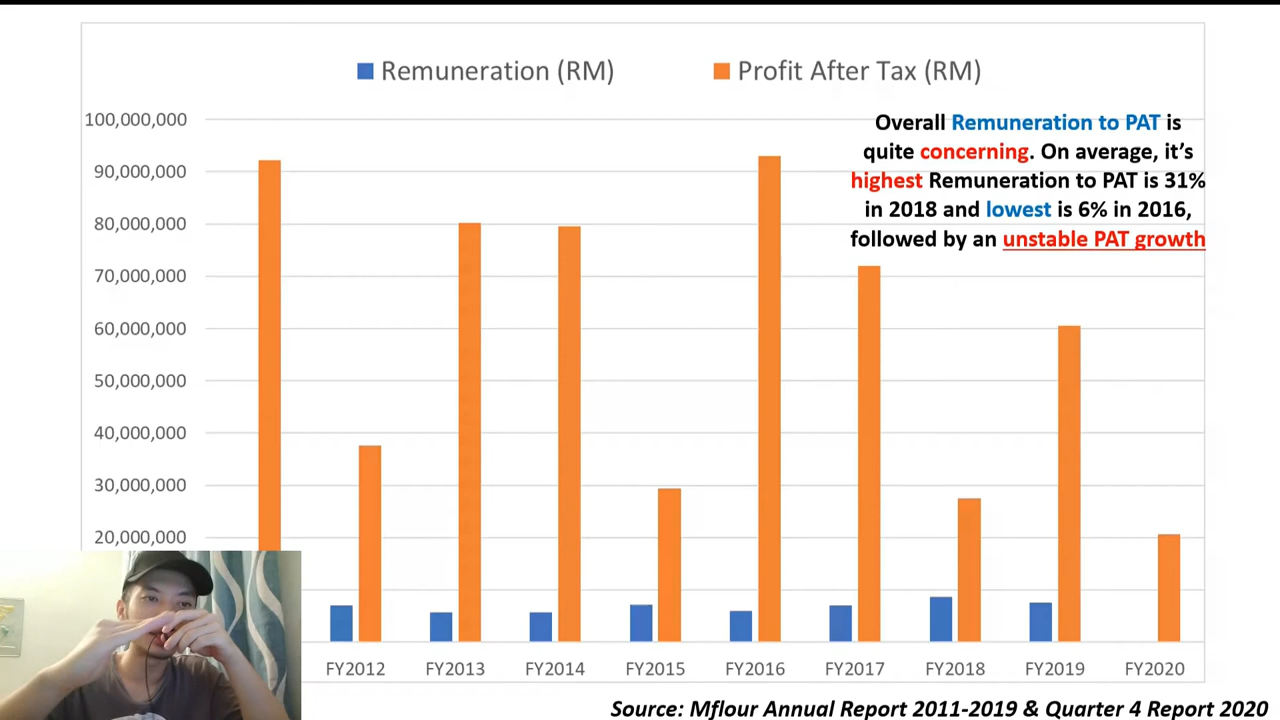 Remuneration (RM) Profit After Tax (RM)
100,000,000
90,000,000
80,000,000
70,000,000
60,000,000
50,000,000
40,000,000
30,000,000
20,000,000
Overall Remuneration to PAT is
quite concerning. On average, it’s
highest Remuneration to PAT is 31%
in 2018 and lowest is 6% in 2016,
followed by an unstable PAT growth
FY2012 FY2013 FY2014 FY2015 FY2016 FY2017 FY2018 FY2019 FY2020
Source: Mflour Annual Report 2011-2019 & Quarter 4 Report 2020